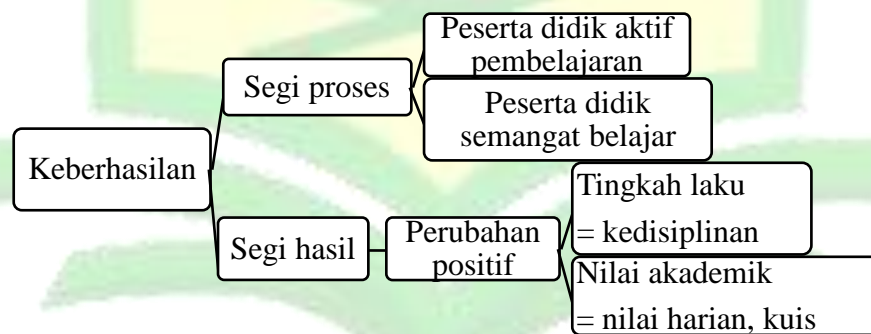 Keberhasilan
Segi proses
Peserta didik aktif
pembelajaran
Peserta didik
semangat belajar
Segi hasil
Perubahan
positif
Tingkah laku
= kedisiplinan
Nilai akademik
= nilai harian, kuis